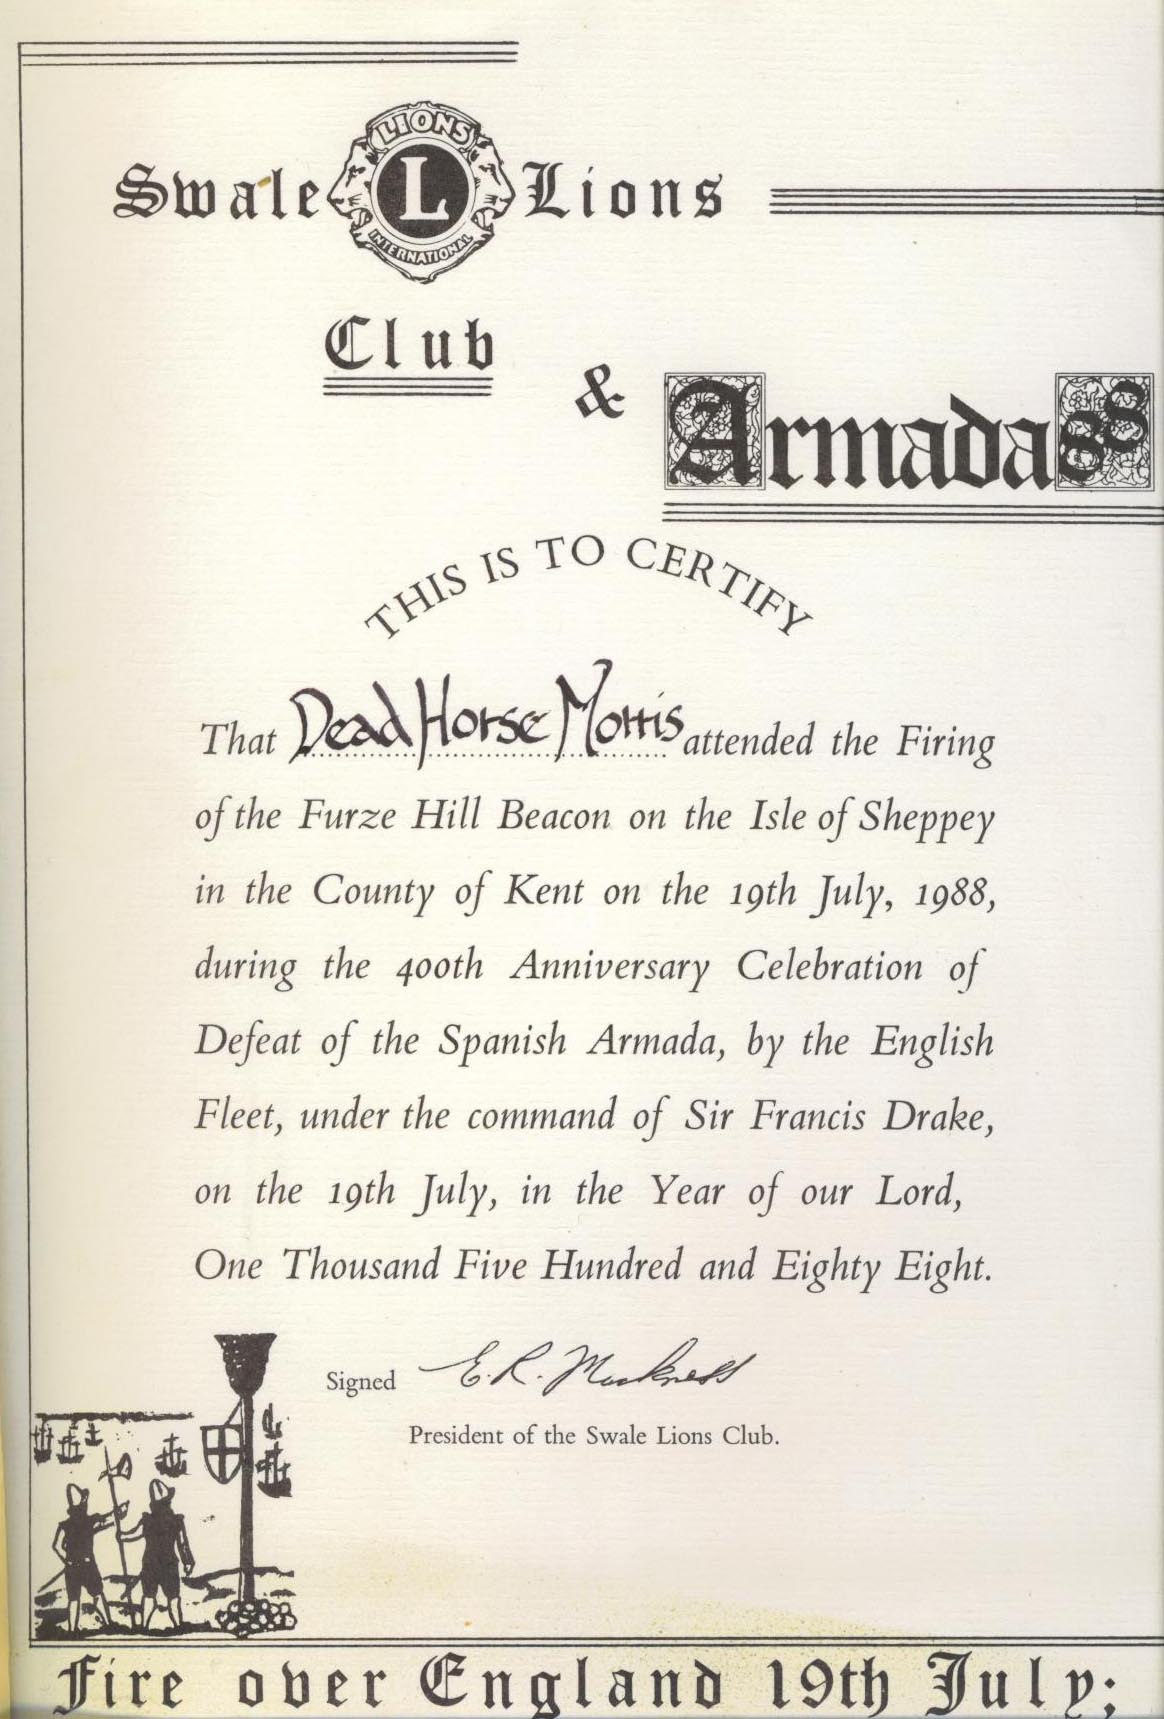 Swale Lions
LIONS
L
INTERNATIONAL
Club
& Armada 88
THIS IS TO CERTIFY
That Dead Horse Morris attended the Firing
of the Furze Hill Beacon on the Isle of Sheppey
in the County of Kent on the 19th July, 1988,
during the 400th Anniversary Celebration of
Defeat of the Spanish Armada, by the English
Fleet, under the command of Sir Francis Drake,
on the 19th July, in the Year of our Lord,
One Thousand Five Hundred and Eighty Eight.
Signed E. R. Muckness
President of the Swale Lions Club.
Fire over England 19th July;